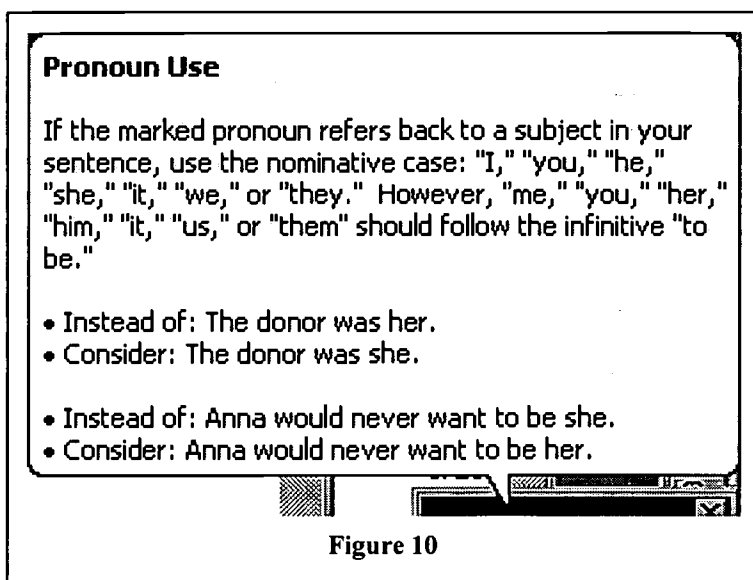 Pronoun Use
If the marked pronoun refers back to a subject in your
sentence, use the nominative case: "I," "you," "he,"
"she," "it," "we," or "they."  However, "me," "you," "her,"
"him," "it," "us," or "them" should follow the infinitive "to
be."
• Instead of: The donor was her.
• Consider: The donor was she.
• Instead of: Anna would never want to be she.
• Consider: Anna would never want to be her.
Figure 10